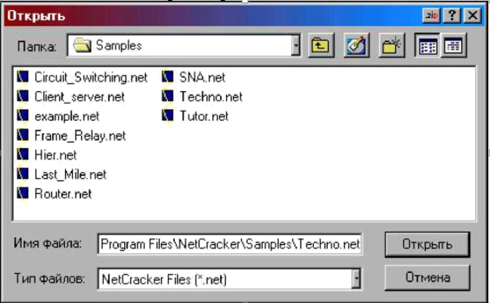 Открыть
.zip
Папка: Samples
Circuit_Switching.net SNA.net
Client_server.net Techno.net
example.net Tutor.net
Frame_Relay.net
Hier.net
Last_Mile.net
Router.net
Имя файла: Program Files\NetCracker\Samples\Techno.net Открыть
Тип файлов: NetCracker Files (*.net) Отмена